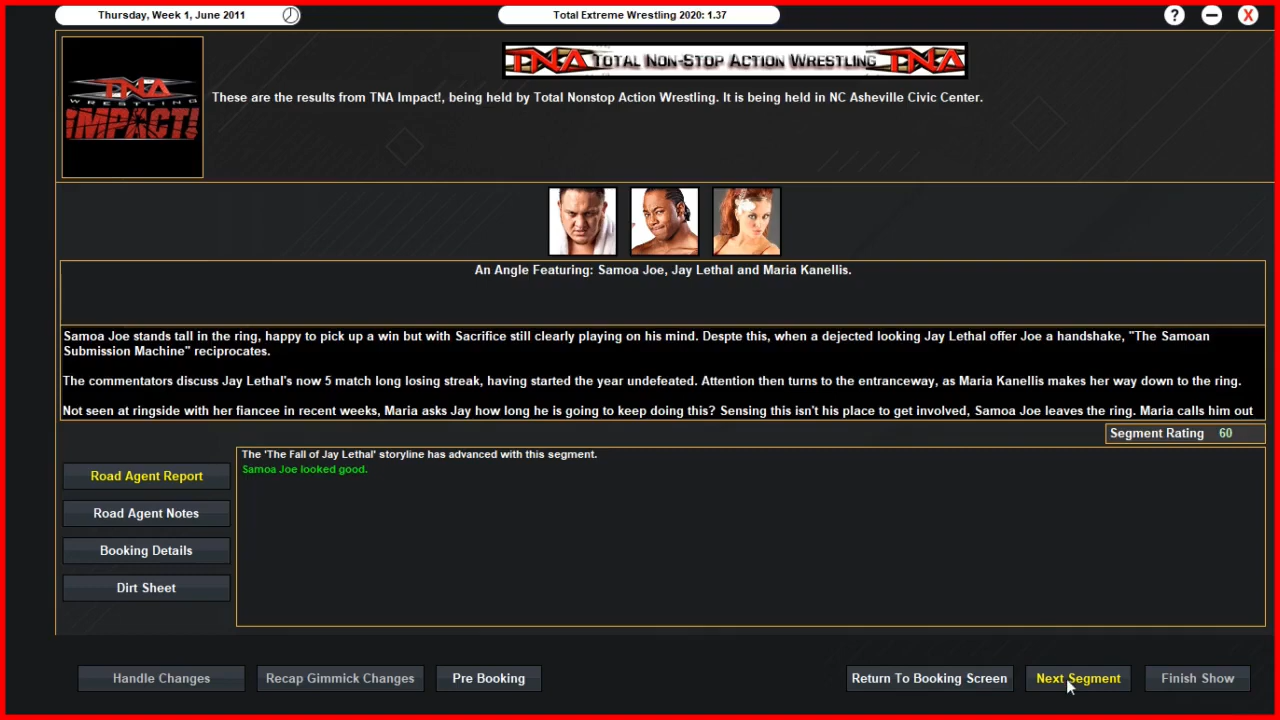 Thursday, Week 1, June 2011
Total Extreme Wrestling 2020: 1.37
? X
TNA TOTAL NON-STOP ACTION WRESTLING TNA
TNA
WRESTLING
iMPACT!
These are the results from TNA Impact!, being held by Total Nonstop Action Wrestling. It is being held in NC Asheville Civic Center.
An Angle Featuring: Samoa Joe, Jay Lethal and Maria Kanellis.
Samoa Joe stands tall in the ring, happy to pick up a win but with Sacrifice still clearly playing on his mind. Despte this, when a dejected looking Jay Lethal offer Joe a handshake, "The Samoan
Submission Machine" reciprocates.
The commentators discuss Jay Lethal's now 5 match long losing streak, having started the year undefeated. Attention then turns to the entranceway, as Maria Kanellis makes her way down to the ring.
Not seen at ringside with her fiancee in recent weeks, Maria asks Jay how long he is going to keep doing this? Sensing this isn't his place to get involved, Samoa Joe leaves the ring. Maria calls him out
Segment Rating 60
The 'The Fall of Jay Lethal' storyline has advanced with this segment.
Samoa Joe looked good.
Road Agent Report
Road Agent Notes
Booking Details
Dirt Sheet
Handle Changes
Recap Gimmick Changes
Pre Booking
Return To Booking Screen
Next Segment
Finish Show